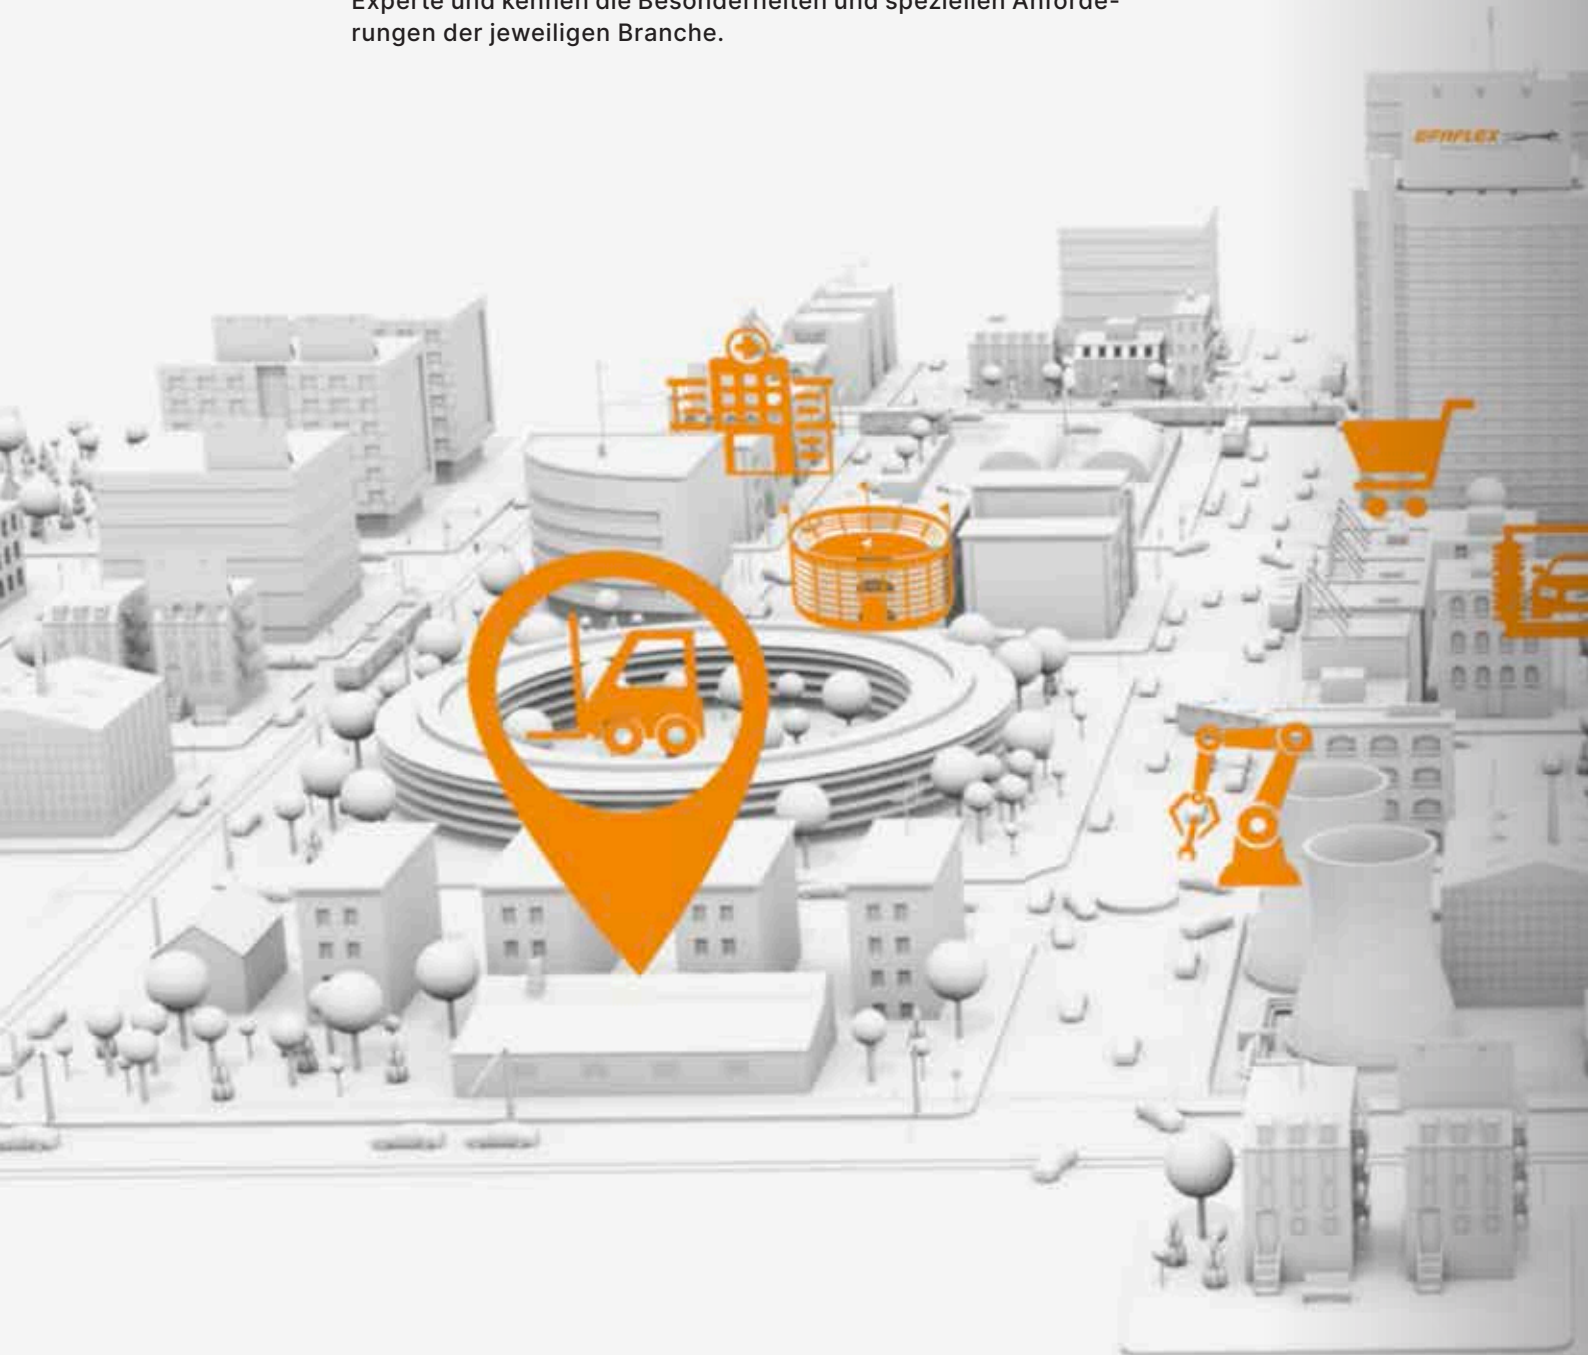 Experte und kennen die Besonderheiten und speziellen Anforde-
rungen der jeweiligen Branche.
EFAFLEX